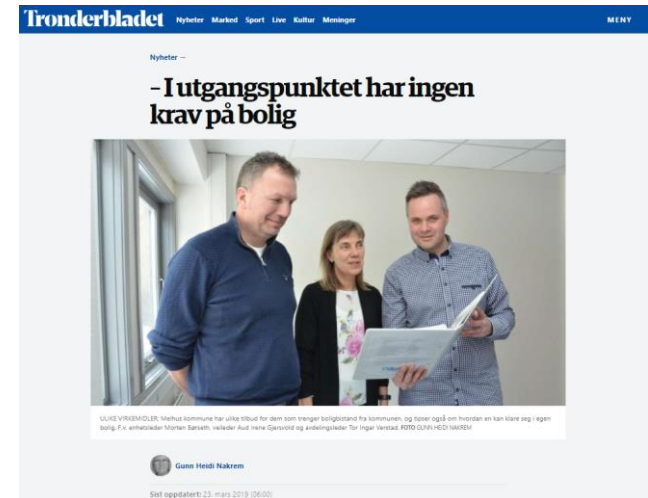 Trønderbladet Nyheter Marked Sport Live Kultur Meninger MENY
Nyheter —
– I utgangspunktet har ingen
krav på bolig
ULIKE VIRKEMIDLER: Melhus kommune har ulike tilbud for dem som trenger boligbistand fra kommunen, og tipser også om hvordan en kan klare seg i egen
bolig. F.v. enhetsleder Morten Sørseth, veileder Aud Irene Gjersvold og avdelingsleder Tor Ingar Verstad. FOTO GUNN HEIDI NAKREM
Gunn Heidi Nakrem
Sist oppdatert: 23. mars 2019 (06:00)